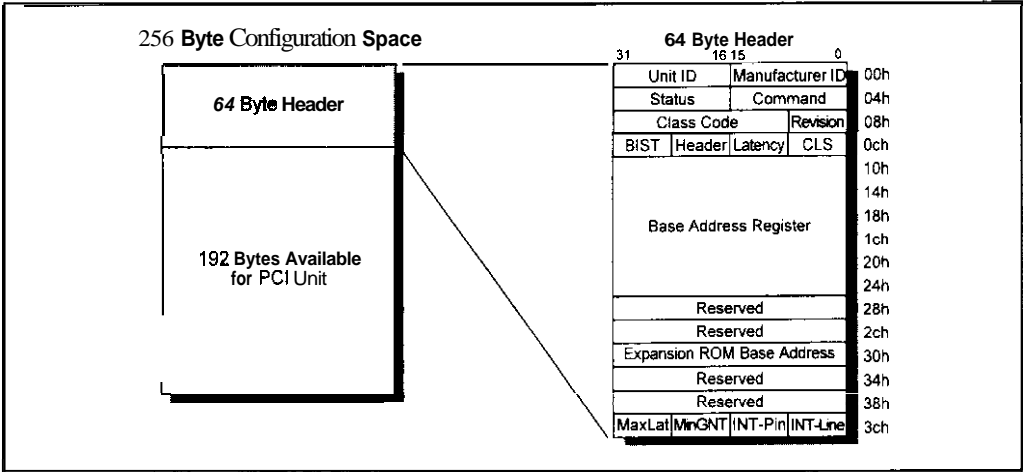 256 Byte Configuration Space
64 Byte Header
192 Bytes Available
for PCI Unit
64 Byte Header
31 16 15 0
Unit ID Manufacturer ID 00h
Status Command 04h
Class Code Revision 08h
BIST Header Latency CLS 0ch
10h
14h
18h
Base Address Register
1ch
20h
24h
Reserved 28h
Reserved 2ch
Expansion ROM Base Address 30h
Reserved 34h
Reserved 38h
MaxLat MinGNT INT-Pin INT-Line 3ch